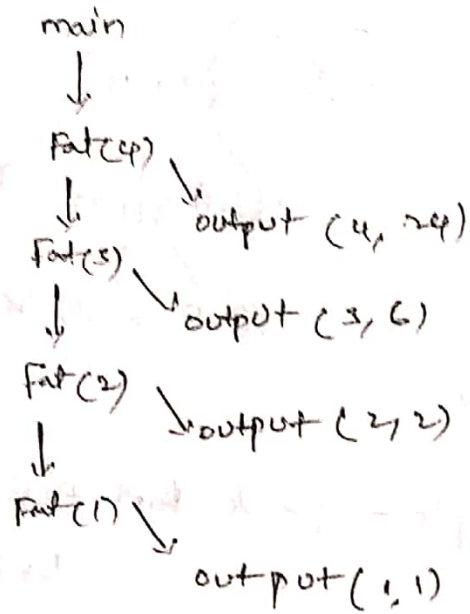 main
Fat(4)
output (4, 24)
Fat(3)
output (3, 6)
Fat(2)
output (2, 2)
Fat(1)
output (1, 1)